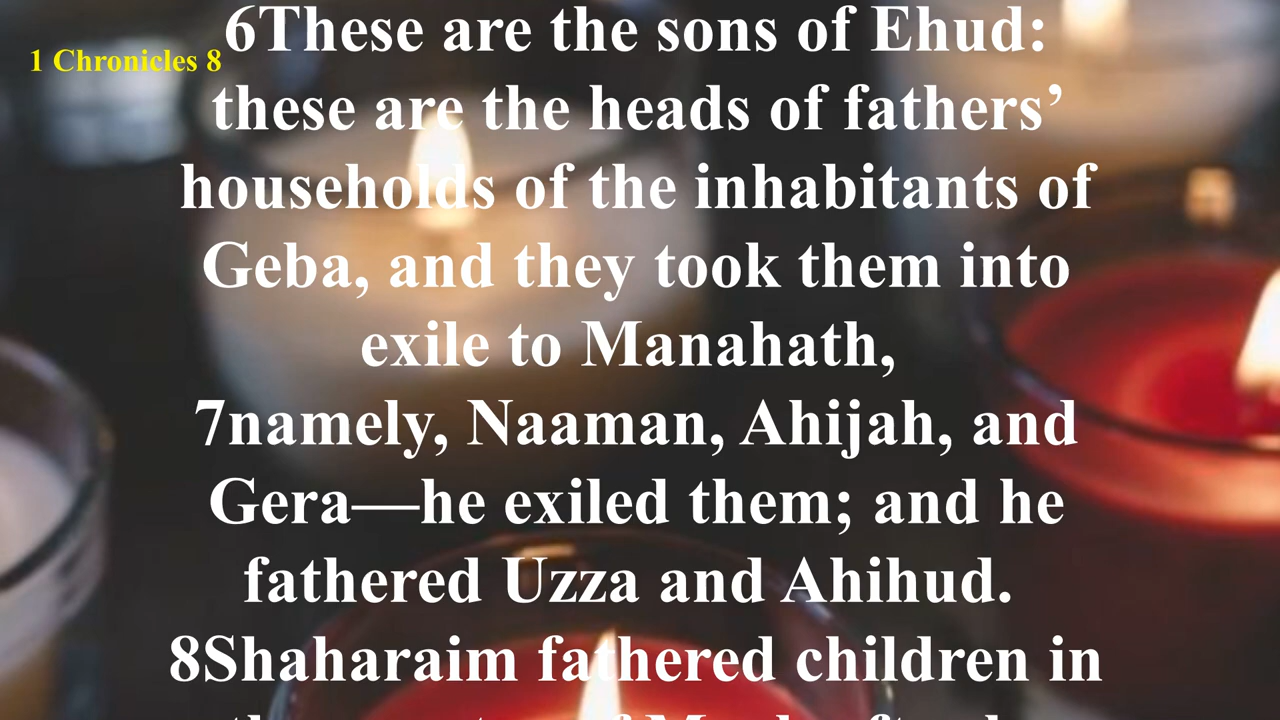 1 Chronicles 8
6These are the sons of Ehud:
these are the heads of fathers’
households of the inhabitants of
Geba, and they took them into
exile to Manahath,
7namely, Naaman, Ahijah, and
Gera—he exiled them; and he
fathered Uzza and Ahihud.
8Shaharaim fathered children in